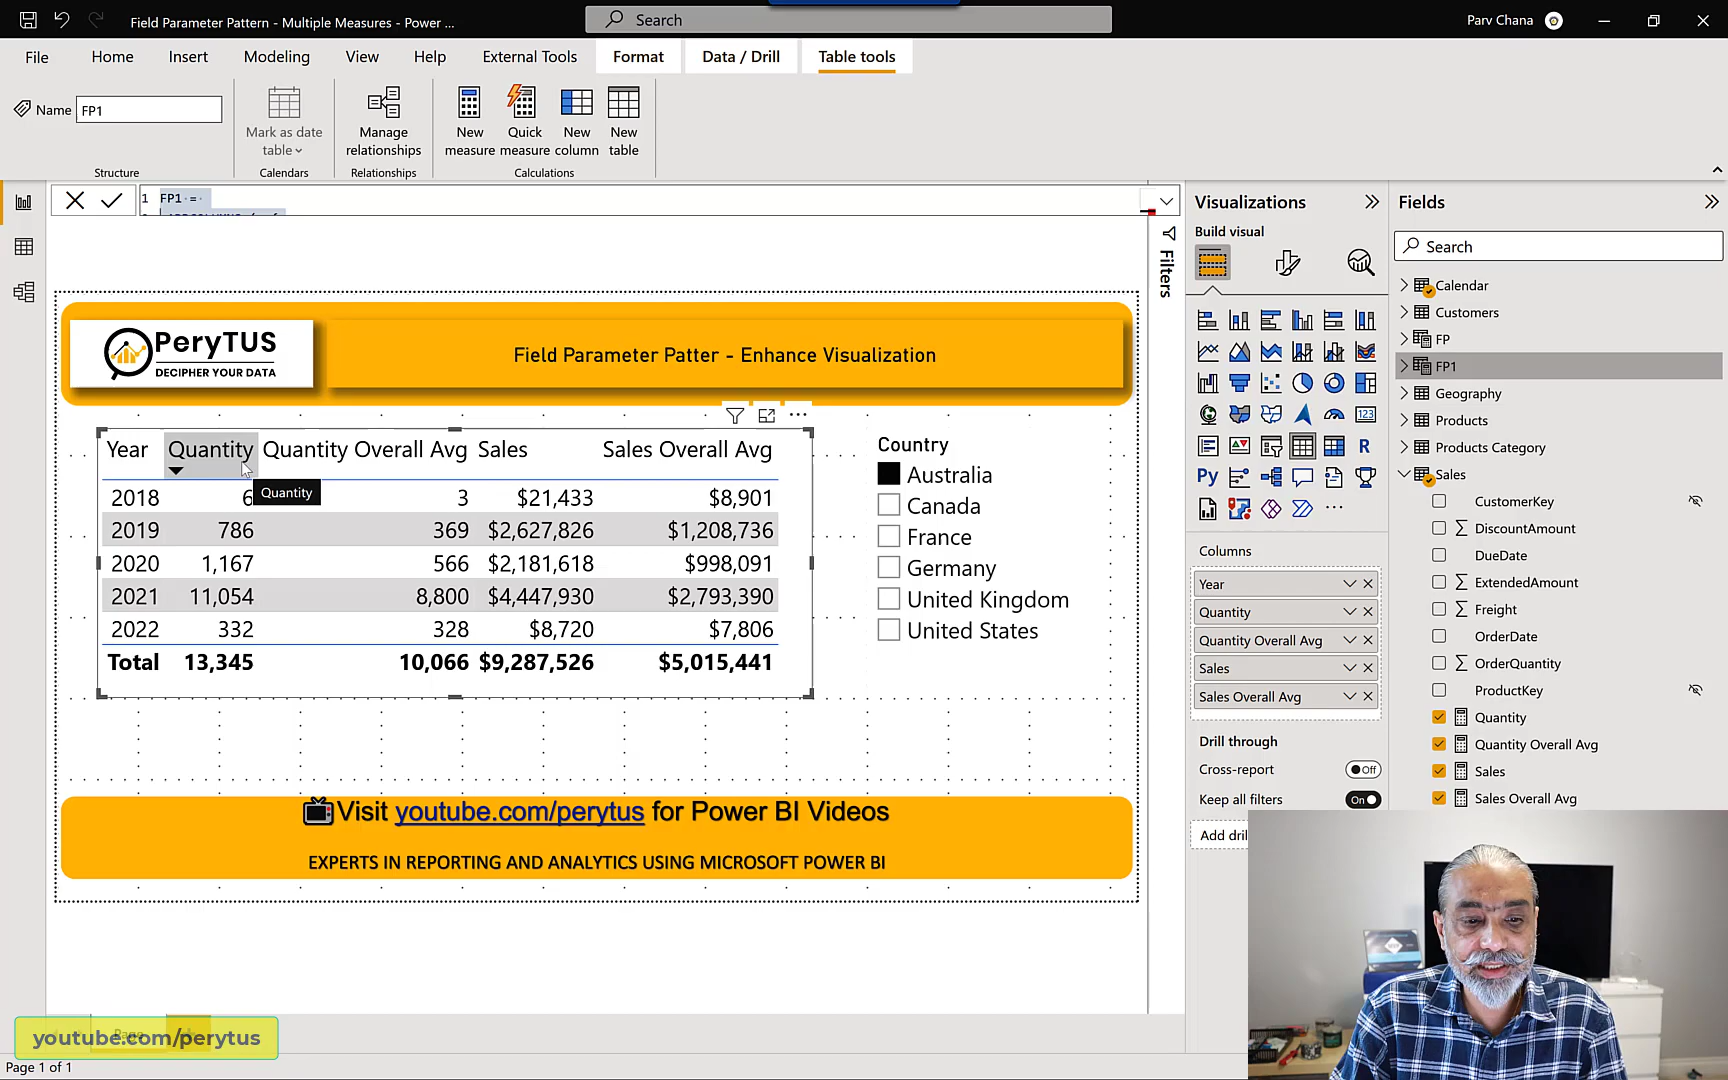 Field Parameter Pattern - Multiple Measures - Power ...
Search
Parv Chana
File
Home
Insert
Modeling
View
Help
External Tools
Format
Data / Drill
Table tools
Name
FP1
Mark as date table
Manage relationships
New measure
Quick measure
New column
New table
Structure
Calendars
Relationships
Calculations
1 FP1 =
Filters
Visualizations
Build visual
Fields
Search
PeryTUS
DECIPHER YOUR DATA
Field Parameter Patter - Enhance Visualization
Year Quantity Quantity Overall Avg Sales Sales Overall Avg
Quantity
2018 6 3 $21,433 $8,901
2019 786 369 $2,627,826 $1,208,736
2020 1,167 566 $2,181,618 $998,091
2021 11,054 8,800 $4,447,930 $2,793,390
2022 332 328 $8,720 $7,806
Total 13,345 10,066 $9,287,526 $5,015,441
Country
Australia
Canada
France
Germany
United Kingdom
United States
Visit youtube.com/perytus for Power BI Videos
EXPERTS IN REPORTING AND ANALYTICS USING MICROSOFT POWER BI
123
R
Py
Columns
Year
Quantity
Quantity Overall Avg
Sales
Sales Overall Avg
Drill through
Cross-report
Off
Keep all filters
On
Add dril
Calendar
Customers
FP
FP1
Geography
Products
Products Category
Sales
CustomerKey
DiscountAmount
DueDate
ExtendedAmount
Freight
OrderDate
OrderQuantity
ProductKey
Quantity
Quantity Overall Avg
Sales
Sales Overall Avg
youtube.com/perytus
Page 1 of 1